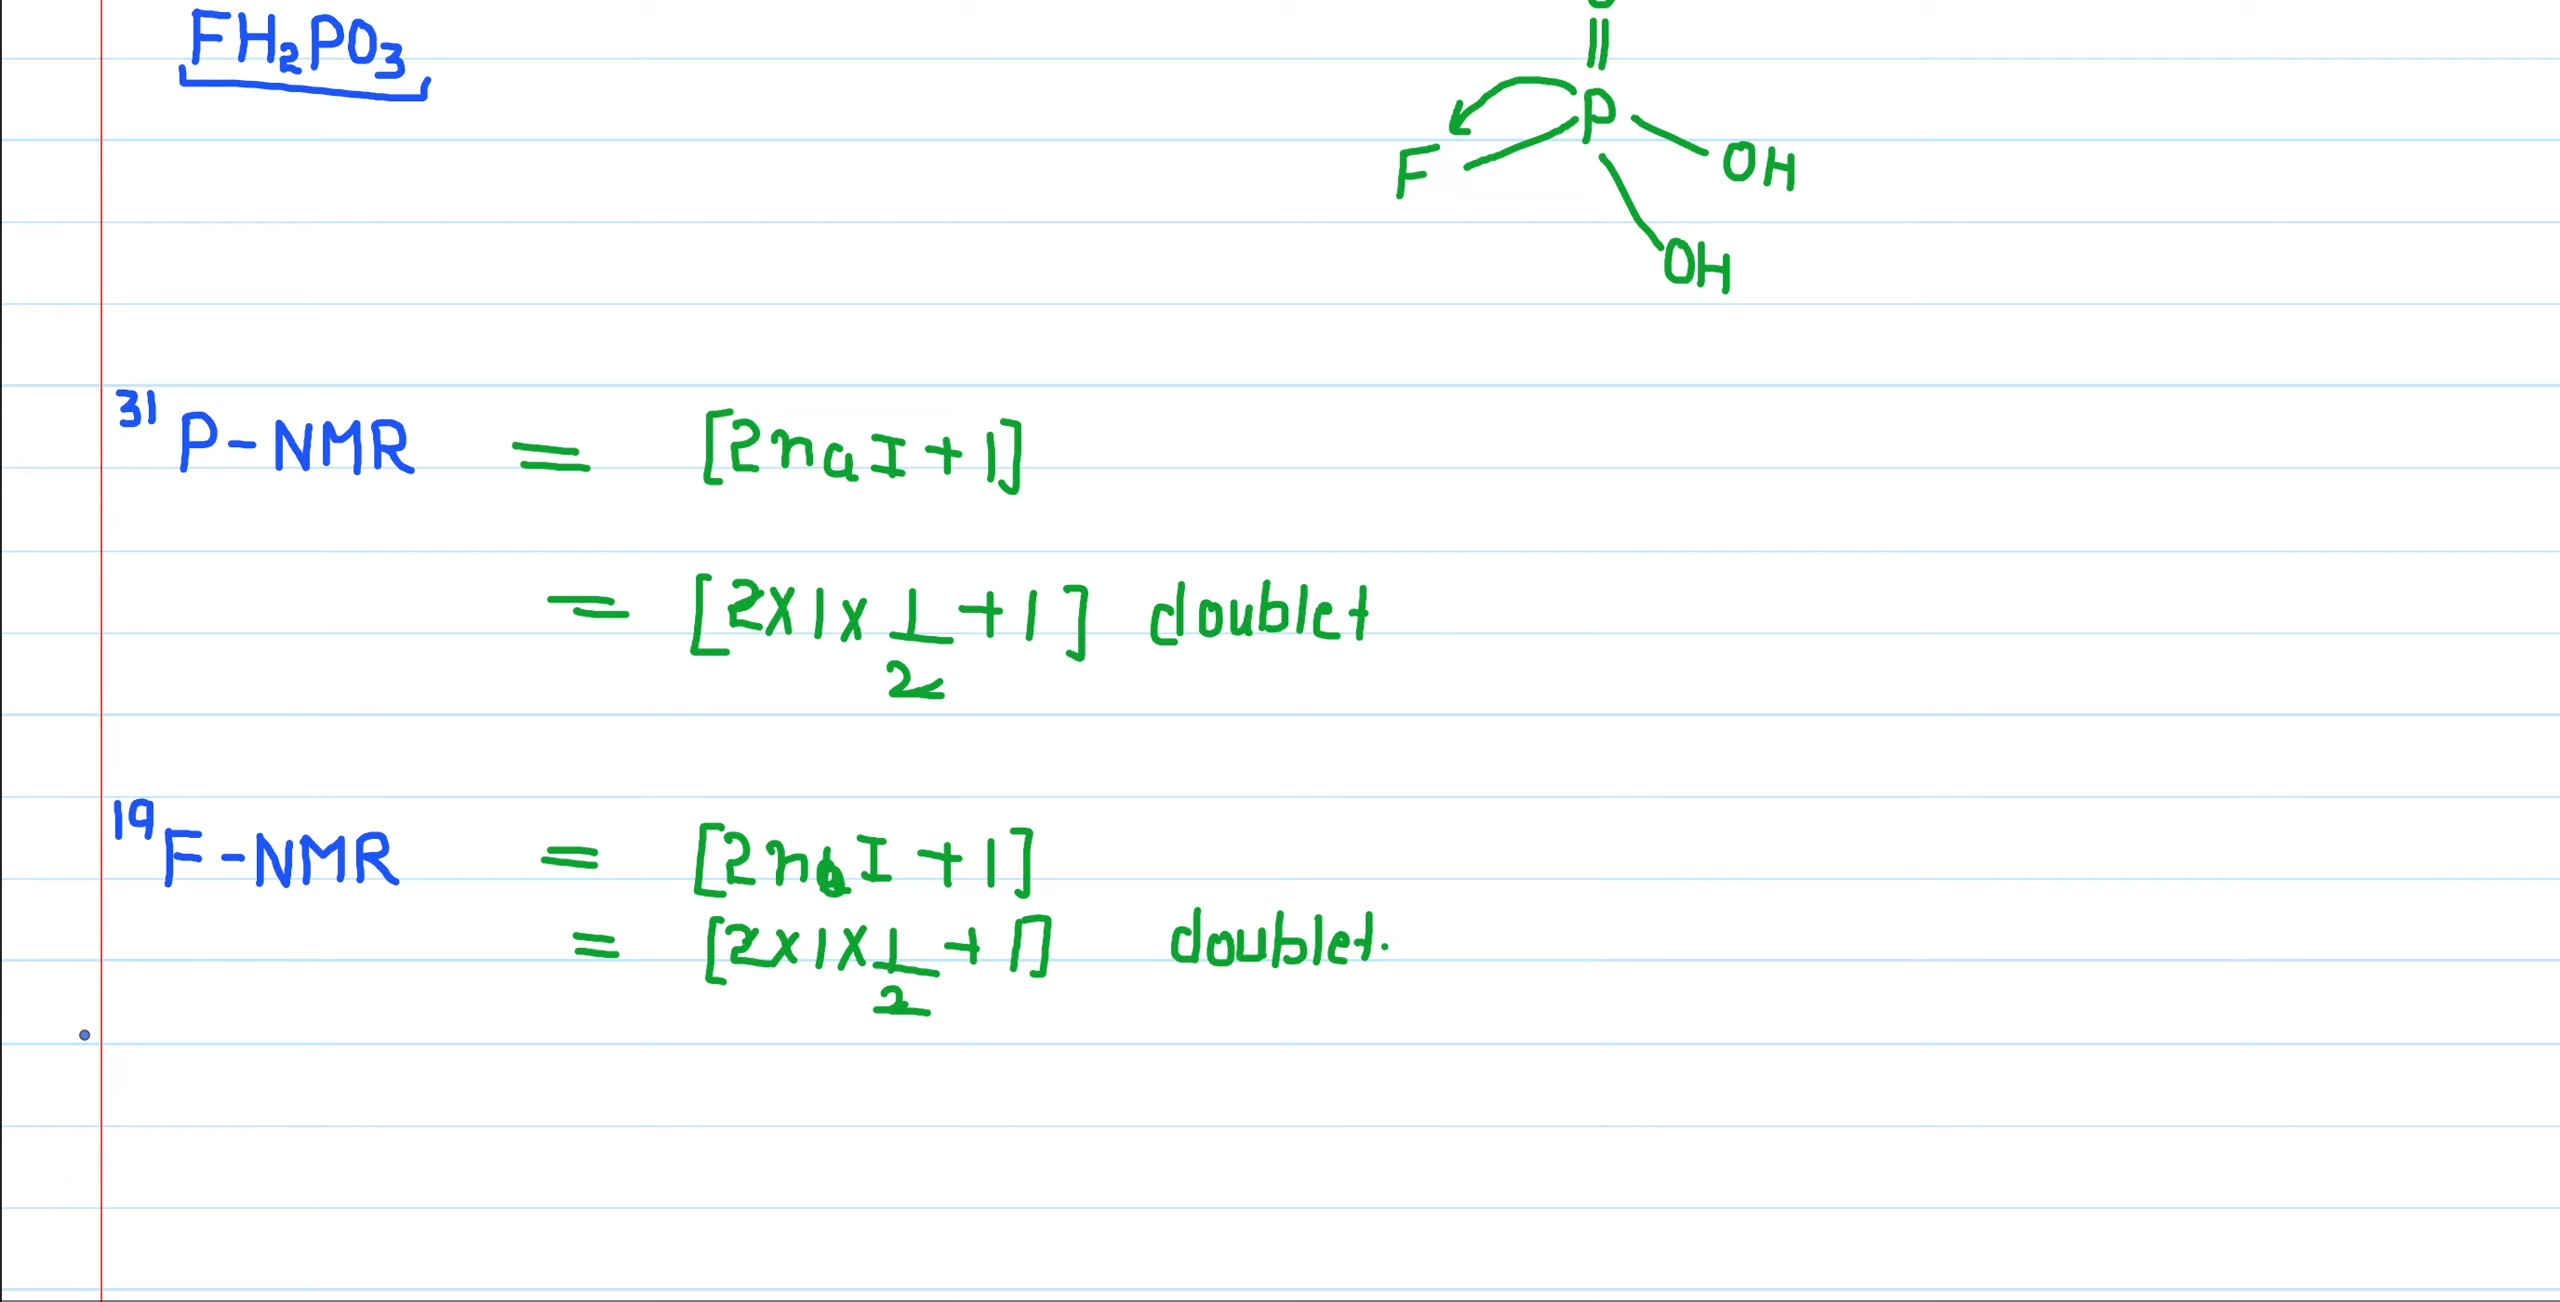 FH₂PO₃
O
||
P
F
OH
OH
³¹P-NMR = [2nₐI+1]
= [2×1×1/2+1] doublet
¹⁹F-NMR = [2n_bI+1]
= [2×1×1/2+1] doublet.